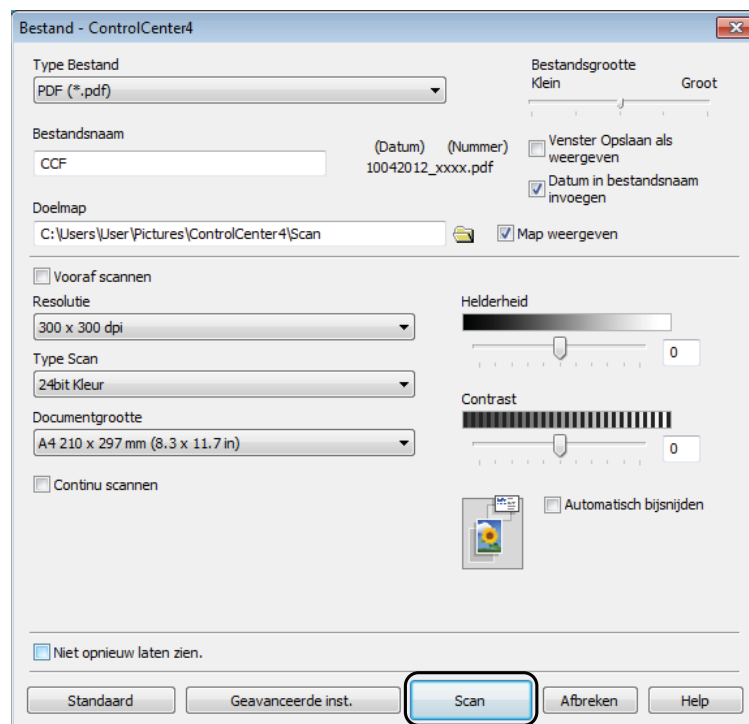 Bestand - ControlCenter4
Type Bestand
PDF (*.pdf)
Bestandsgrootte
Klein Groot
Bestandsnaam
CCF
(Datum) (Nummer)
10042012_xxxx.pdf
Venster Opslaan als
weergeven
Datum in bestandsnaam
invoegen
Doelmap
C:\Users\User\Pictures\ControlCenter4\Scan
Map weergeven
Vooraf scannen
Resolutie
300 x 300 dpi
Type Scan
24bit Kleur
Documentgrootte
A4 210 x 297 mm (8.3 x 11.7 in)
Continu scannen
Helderheid
0
Contrast
0
Automatisch bijsnijden
Niet opnieuw laten zien.
Standaard Geavanceerde inst. Scan Afbreken Help